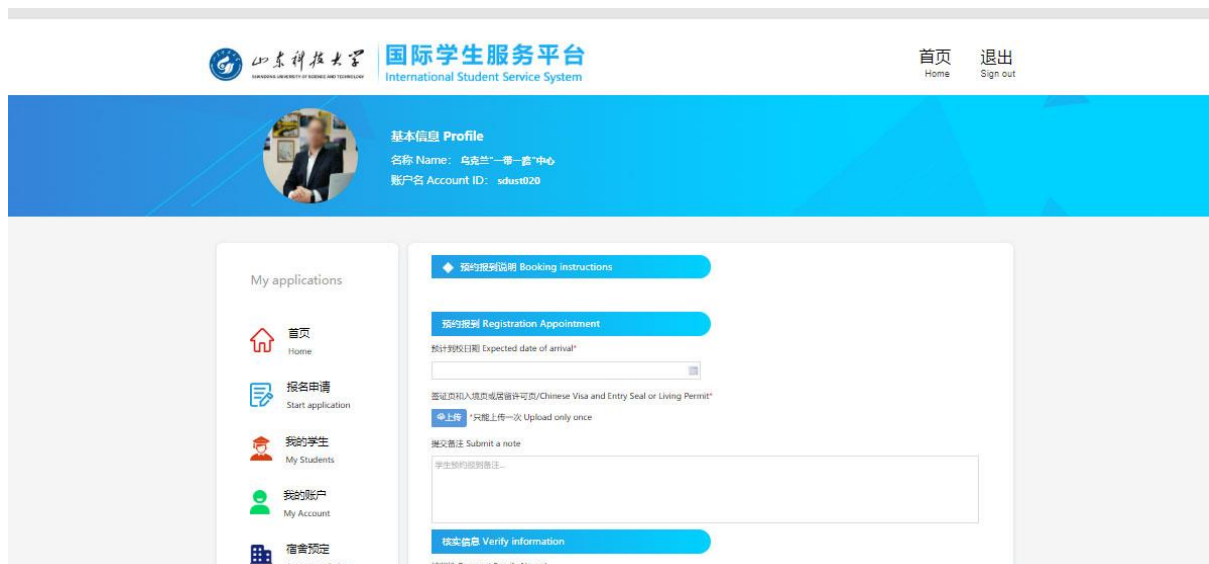 山东科技大学
SHANDONG UNIVERSITY OF SCIENCE AND TECHNOLOGY
国际学生服务平台
International Student Service System
首页
Home
退出
Sign out
基本信息 Profile
名称 Name： 乌克兰"一带一路"中心
账户名 Account ID： sdust020
My applications
首页
Home
报名申请
Start application
我的学生
My Students
我的账户
My Account
宿舍预定
预约报到说明 Booking instructions
预约报到 Registration Appointment
预计到校日期 Expected date of arrival*
签证页和入境页或居留许可页/Chinese Visa and Entry Seal or Living Permit*
上传 *只能上传一次 Upload only once
提交备注 Submit a note
学生预约报到备注...
核实信息 Verify information